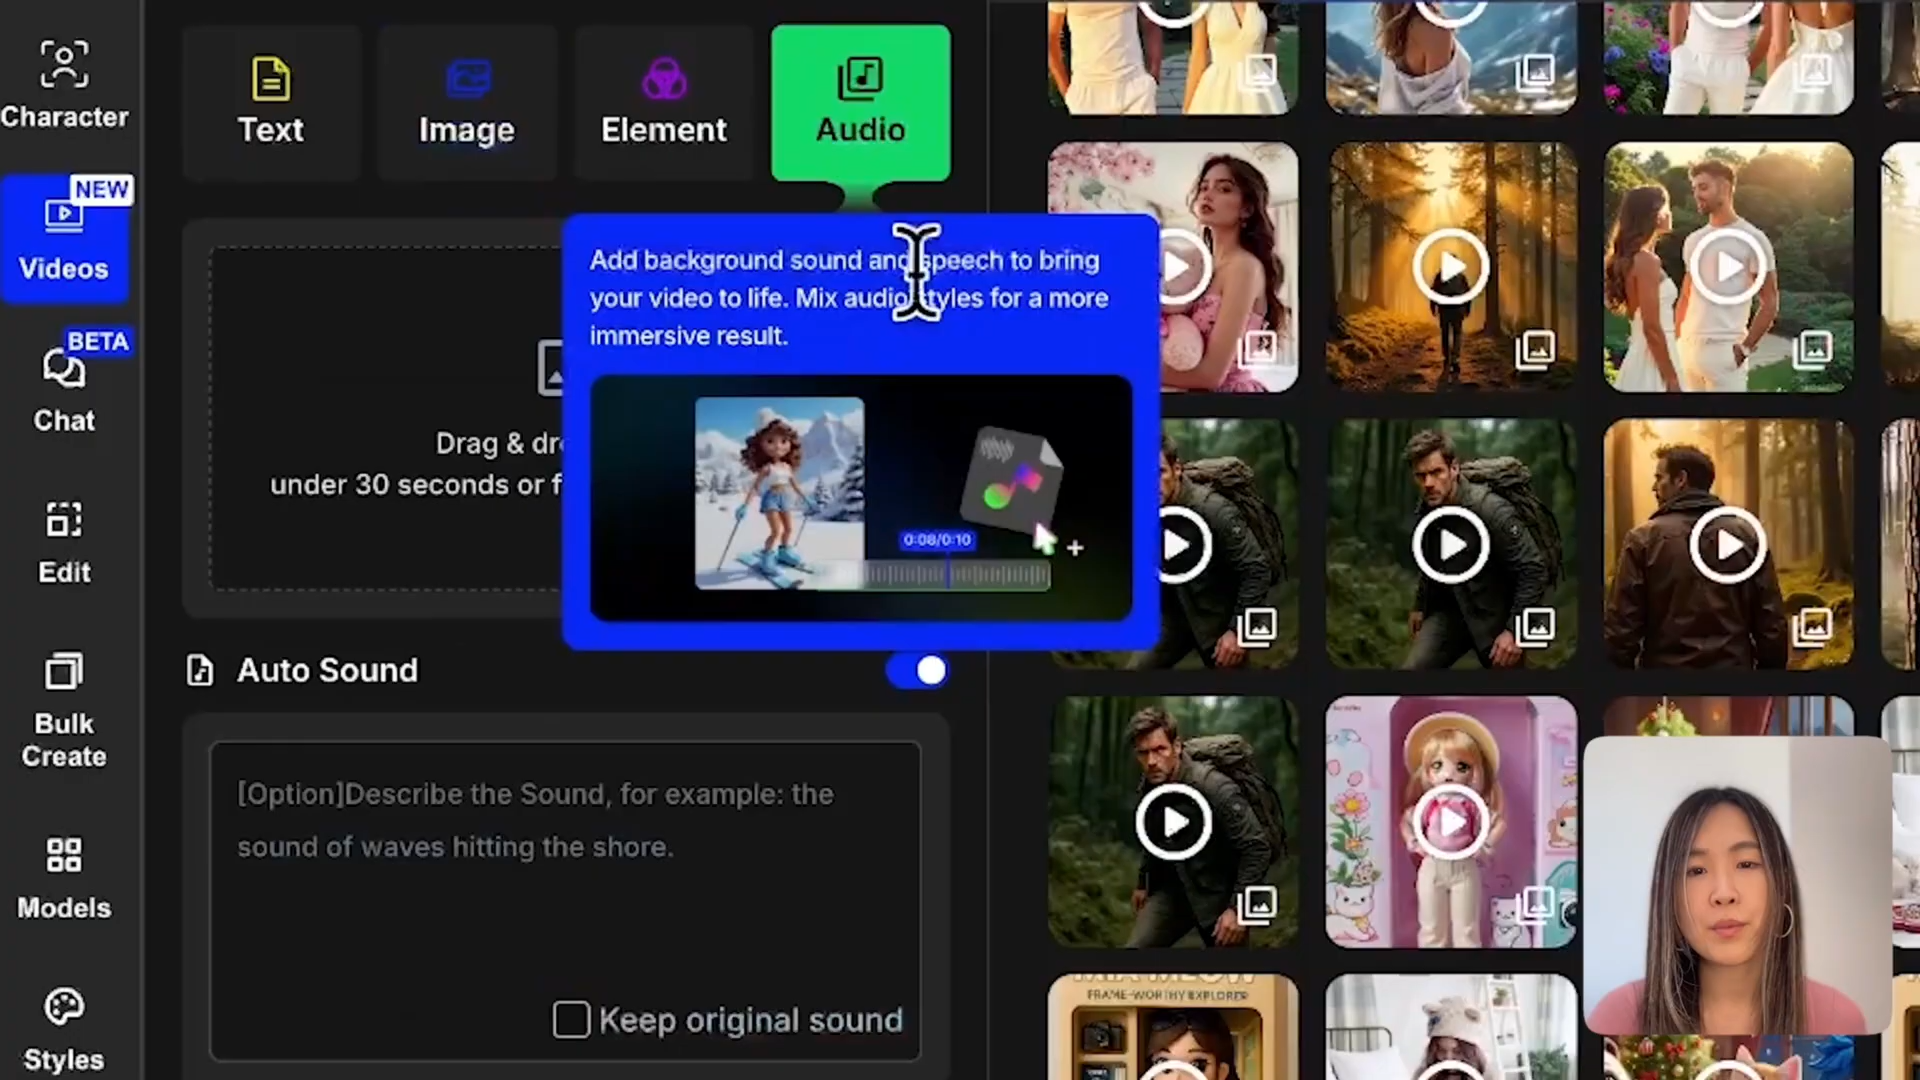 Character
NEW
Videos
BETA
Chat
Edit
Bulk
Create
Models
Styles
Text
Image
Element
Audio
Add background sound and speech to bring
your video to life. Mix audio styles for a more
immersive result.
0:08/0:10
Drag & dr
under 30 seconds or f
Auto Sound
[Option]Describe the Sound, for example: the
sound of waves hitting the shore.
Keep original sound
FRAME-WORTHY EXPLORER